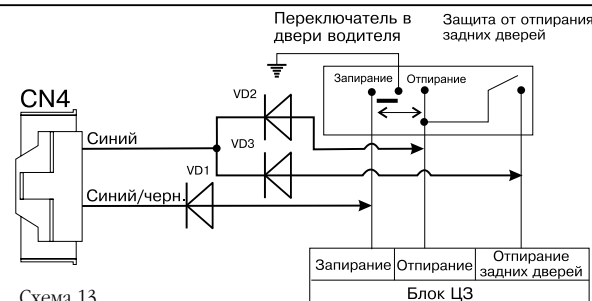 Переключатель в
двери водителя
Защита от отпирания
задних дверей
Запирание
Отпирание
CN4
VD2
Синий
VD3
VD1
Синий/черн.
Запирание
Отпирание
Отпирание
задних дверей
Блок ЦЗ
Схема 13